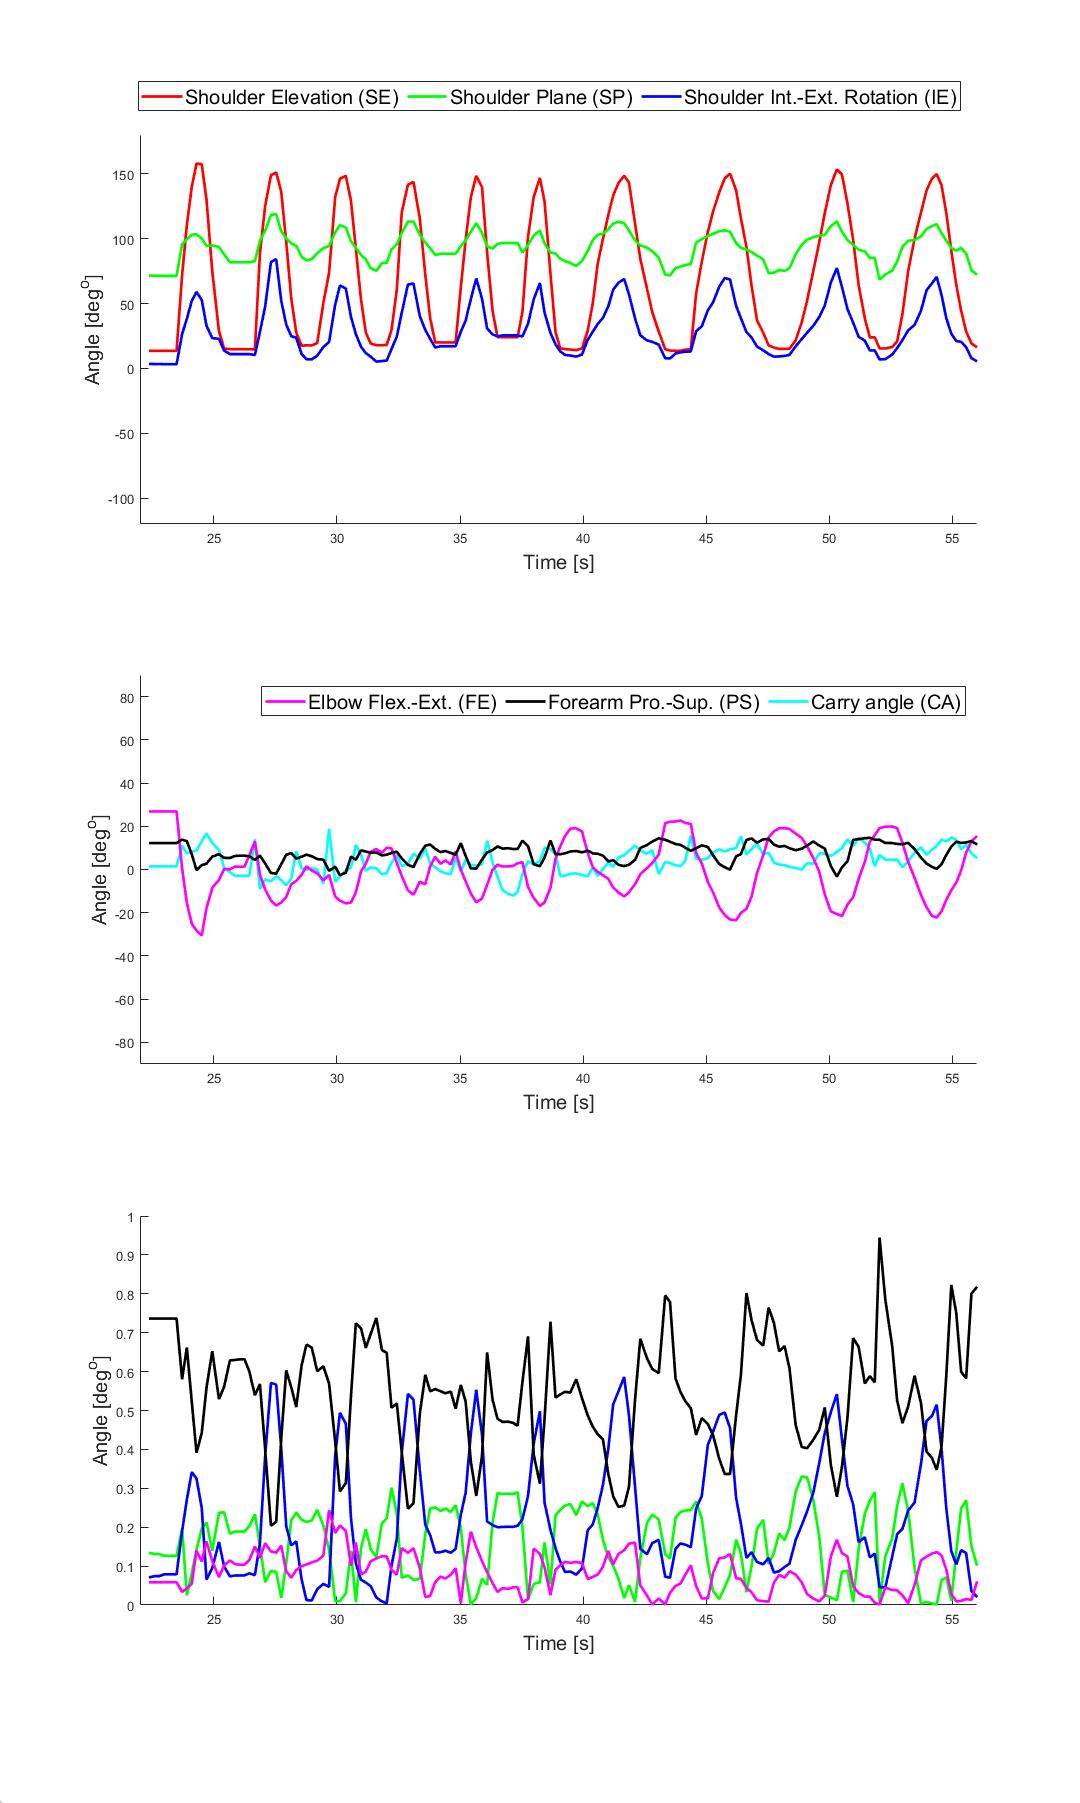 Shoulder Elevation (SE) Shoulder Plane (SP) Shoulder Int.-Ext. Rotation (IE)
150
100
50
0
-50
-100
Angle [degº]
25 30 35 40 45 50 55
Time [s]
Elbow Flex.-Ext. (FE) Forearm Pro.-Sup. (PS) Carry angle (CA)
80
60
40
20
0
-20
-40
-60
-80
Angle [degº]
25 30 35 40 45 50 55
Time [s]
1
0.9
0.8
0.7
0.6
0.5
0.4
0.3
0.2
0.1
0
Angle [degº]
25 30 35 40 45 50 55
Time [s]